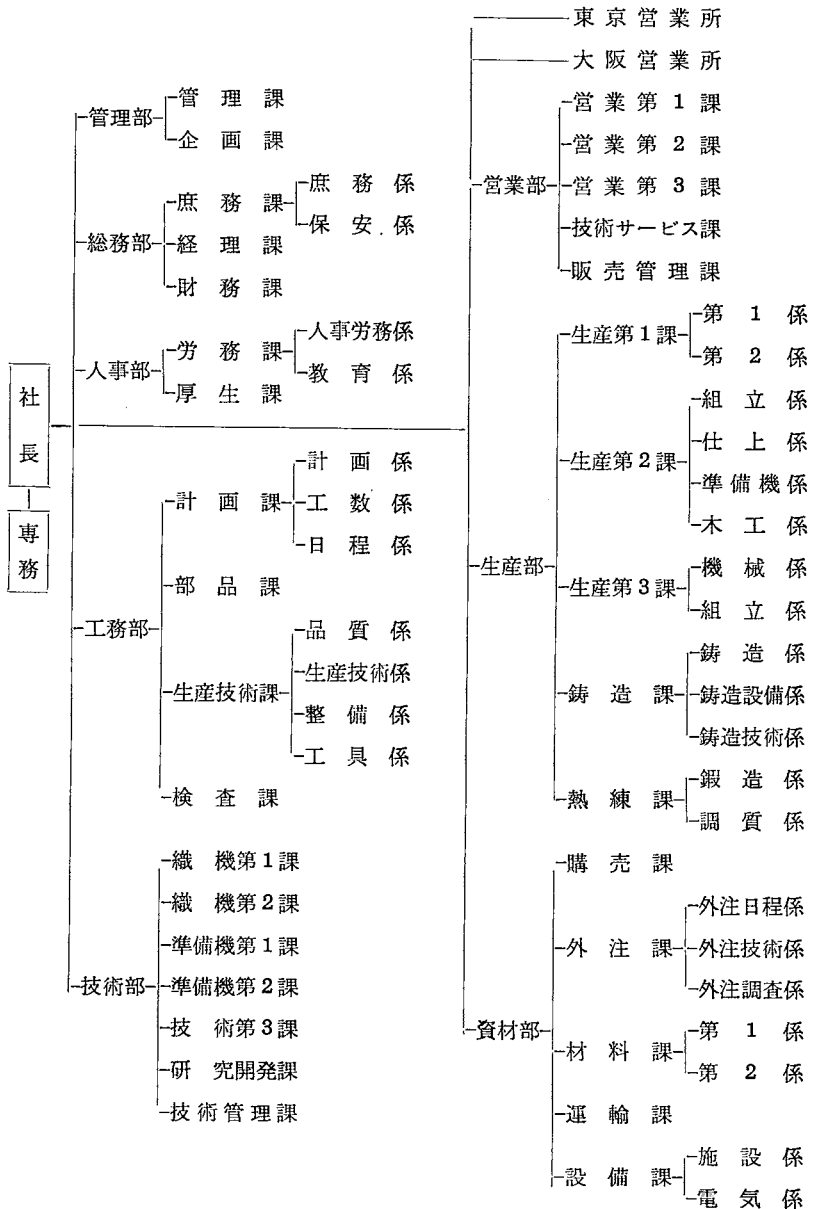 社長
専務
管理部
管理課
企画課
総務部
庶務課
庶務係
保安係
経理課
財務課
人事部
労務課
人事労務係
教育係
厚生課
工務部
計画課
計画係
工数係
日程係
部品課
生産技術課
品質係
生産技術係
整備係
工具係
検査課
技術部
織機第1課
織機第2課
準備機第1課
準備機第2課
技術第3課
研究開発課
技術管理課
東京営業所
大阪営業所
営業部
営業第1課
営業第2課
営業第3課
技術サービス課
販売管理課
生産部
生産第1課
第1係
第2係
生産第2課
組立係
仕上係
準備機係
木工係
生産第3課
機械係
組立係
鋳造課
鋳造係
鋳造設備係
鋳造技術係
熱練課
鍛造係
調質係
資材部
購売課
外注課
外注日程係
外注技術係
外注調査係
材料課
第1係
第2係
運輸課
設備課
施設係
電気係